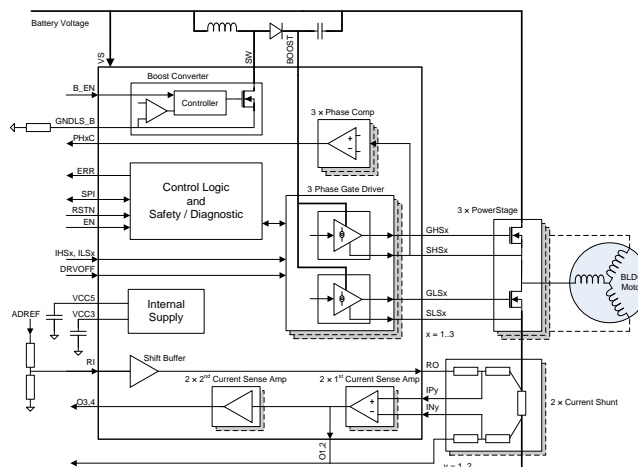 Battery Voltage
VS
SW
BOOST
Boost Converter
B_EN
Controller
GNDLS_B
3 × Phase Comp
PHxC
ERR
SPI
RSTN
EN
Control Logic
and
Safety / Diagnostic
3 Phase Gate Driver
3 × PowerStage
GHSx
SHSx
IHSx, ILSx
DRVOFF
GLSx
SLSx
BLDC
Motor
VCC5
VCC3
Internal
Supply
ADREF
x = 1..3
RI
Shift Buffer
RO
2 × 2nd Current Sense Amp
2 × 1st Current Sense Amp
IPy
INy
2 × Current Shunt
O3,4
O1,2
y = 1..2